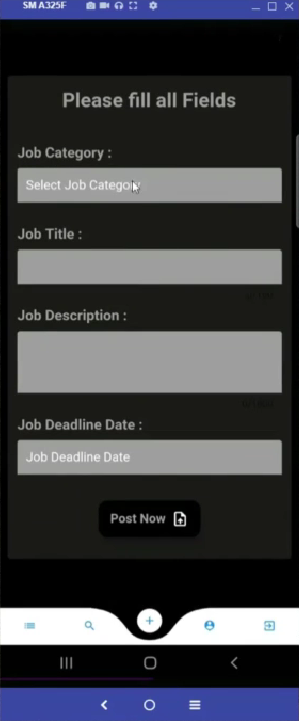 SM A325F
Please fill all Fields
Job Category :
Select Job Category
Job Title :
Job Description :
Job Deadline Date :
Job Deadline Date
Post Now